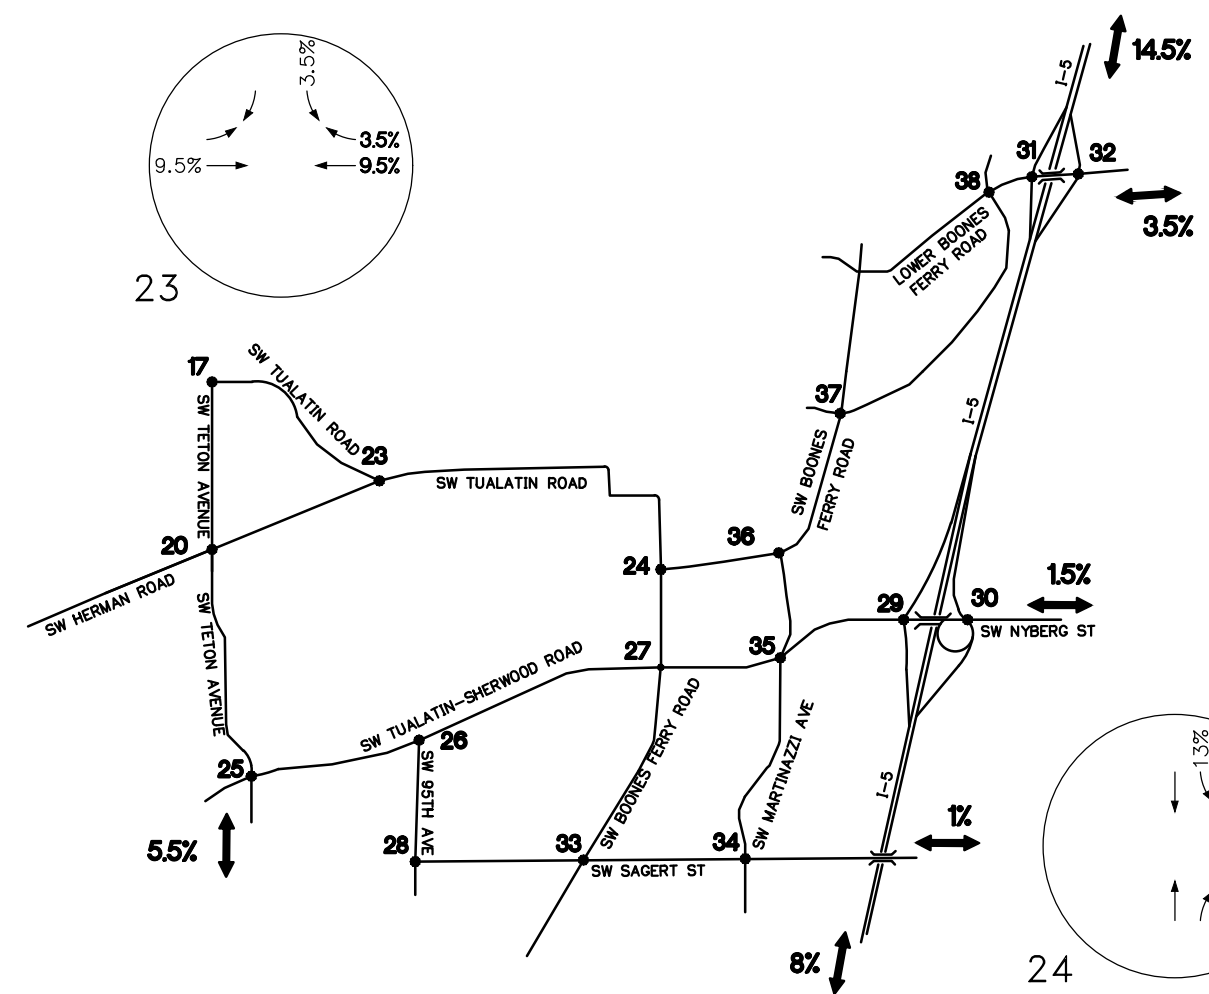 14.5%
I-5
3.5%
3.5%
9.5%
9.5%
31
32
38
3.5%
23
LOWER BOONES
FERRY ROAD
17
SW TUALATIN ROAD
SW TETON AVENUE
37
I-5
SW BOONES
FERRY ROAD
23
SW TUALATIN ROAD
20
36
24
SW HERMAN ROAD
1.5%
29
30
SW NYBERG ST
SW TETON AVENUE
27
35
SW TUALATIN-SHERWOOD ROAD
26
SW BOONES FERRY ROAD
SW MARTINAZZI AVE
13%
25
SW 95TH AVE
I-5
5.5%
28
33
34
1%
SW SAGERT ST
8%
24